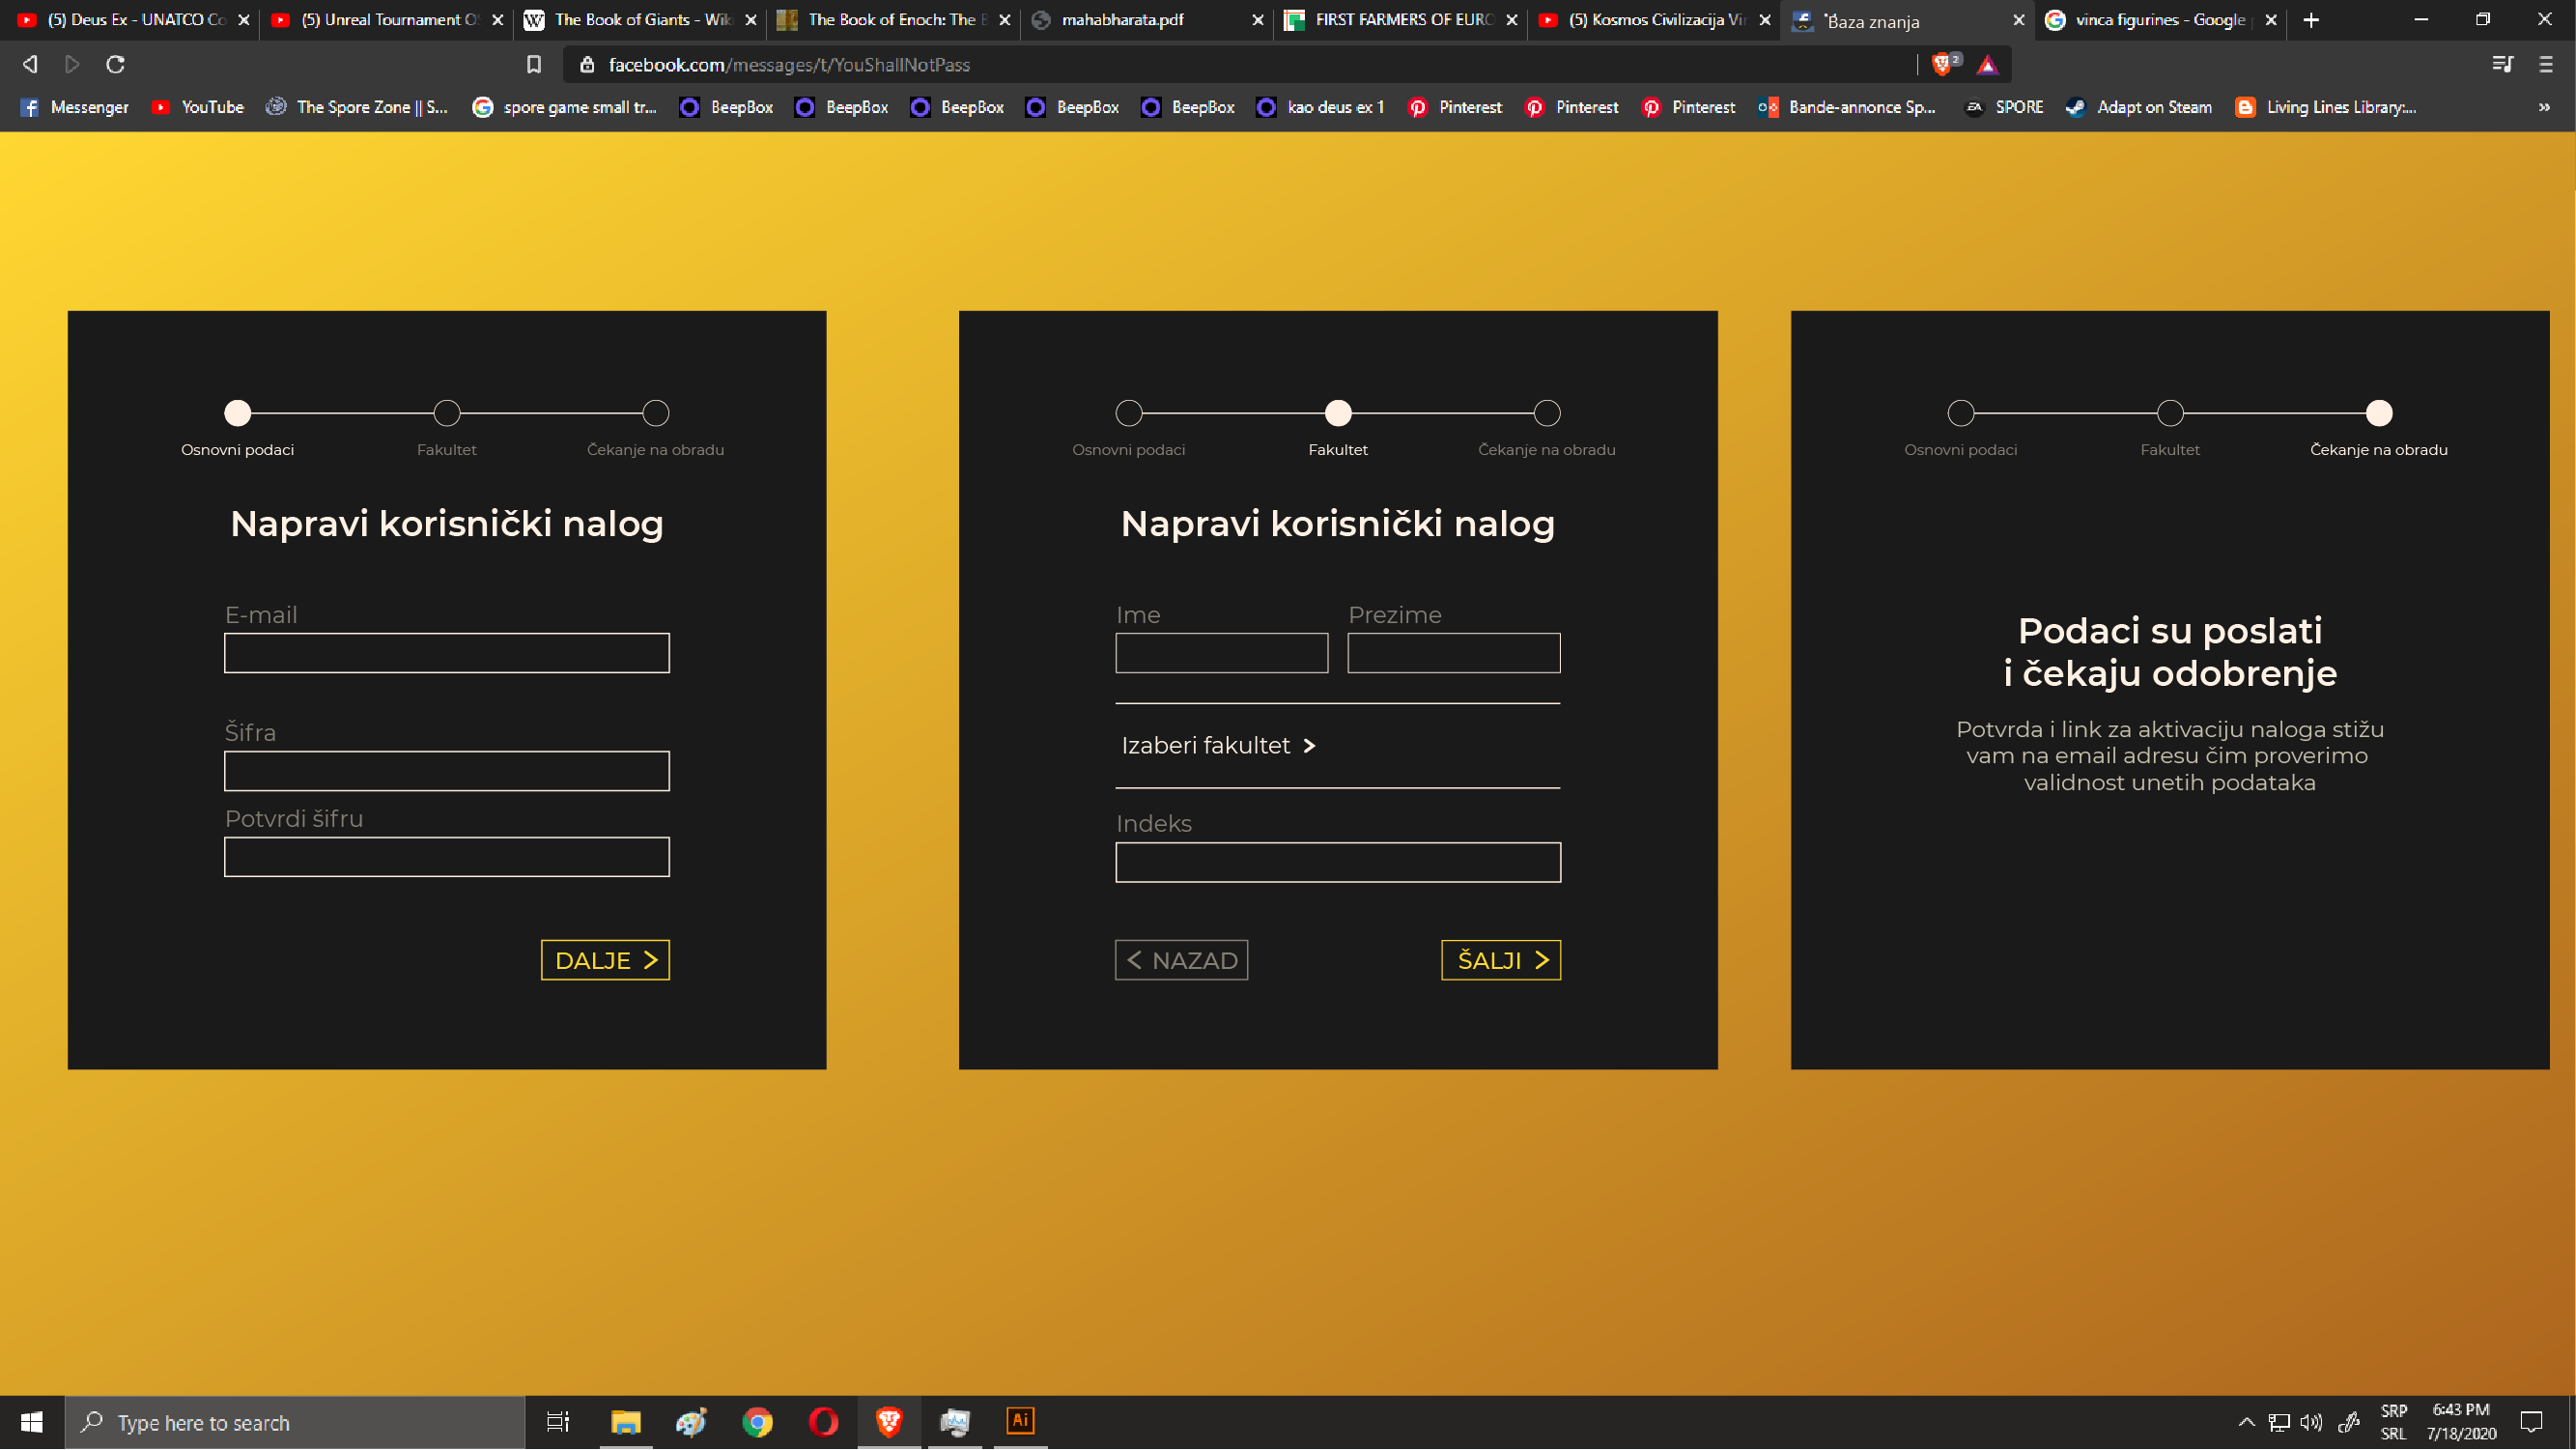 (5) Deus Ex - UNATCO Co
(5) Unreal Tournament O
The Book of Giants - Wik
The Book of Enoch: The B
mahabharata.pdf
FIRST FARMERS OF EURO
(5) Kosmos Civilizacija Vi
Baza znanja
vinca figurines - Google
facebook.com/messages/t/YouShallNotPass
2
Messenger
YouTube
The Spore Zone || S...
spore game small tr...
BeepBox
BeepBox
BeepBox
BeepBox
BeepBox
kao deus ex 1
Pinterest
Pinterest
Pinterest
Bande-annonce Sp...
SPORE
Adapt on Steam
Living Lines Library:...
Osnovni podaci
Fakultet
Čekanje na obradu
Napravi korisnički nalog
E-mail
Šifra
Potvrdi šifru
DALJE >
Osnovni podaci
Fakultet
Čekanje na obradu
Napravi korisnički nalog
Ime
Prezime
Izaberi fakultet >
Indeks
< NAZAD
ŠALJI >
Osnovni podaci
Fakultet
Čekanje na obradu
Podaci su poslati
i čekaju odobrenje
Potvrda i link za aktivaciju naloga stižu
vam na email adresu čim proverimo
validnost unetih podataka
Type here to search
Ai
SRP
SRL
6:43 PM
7/18/2020